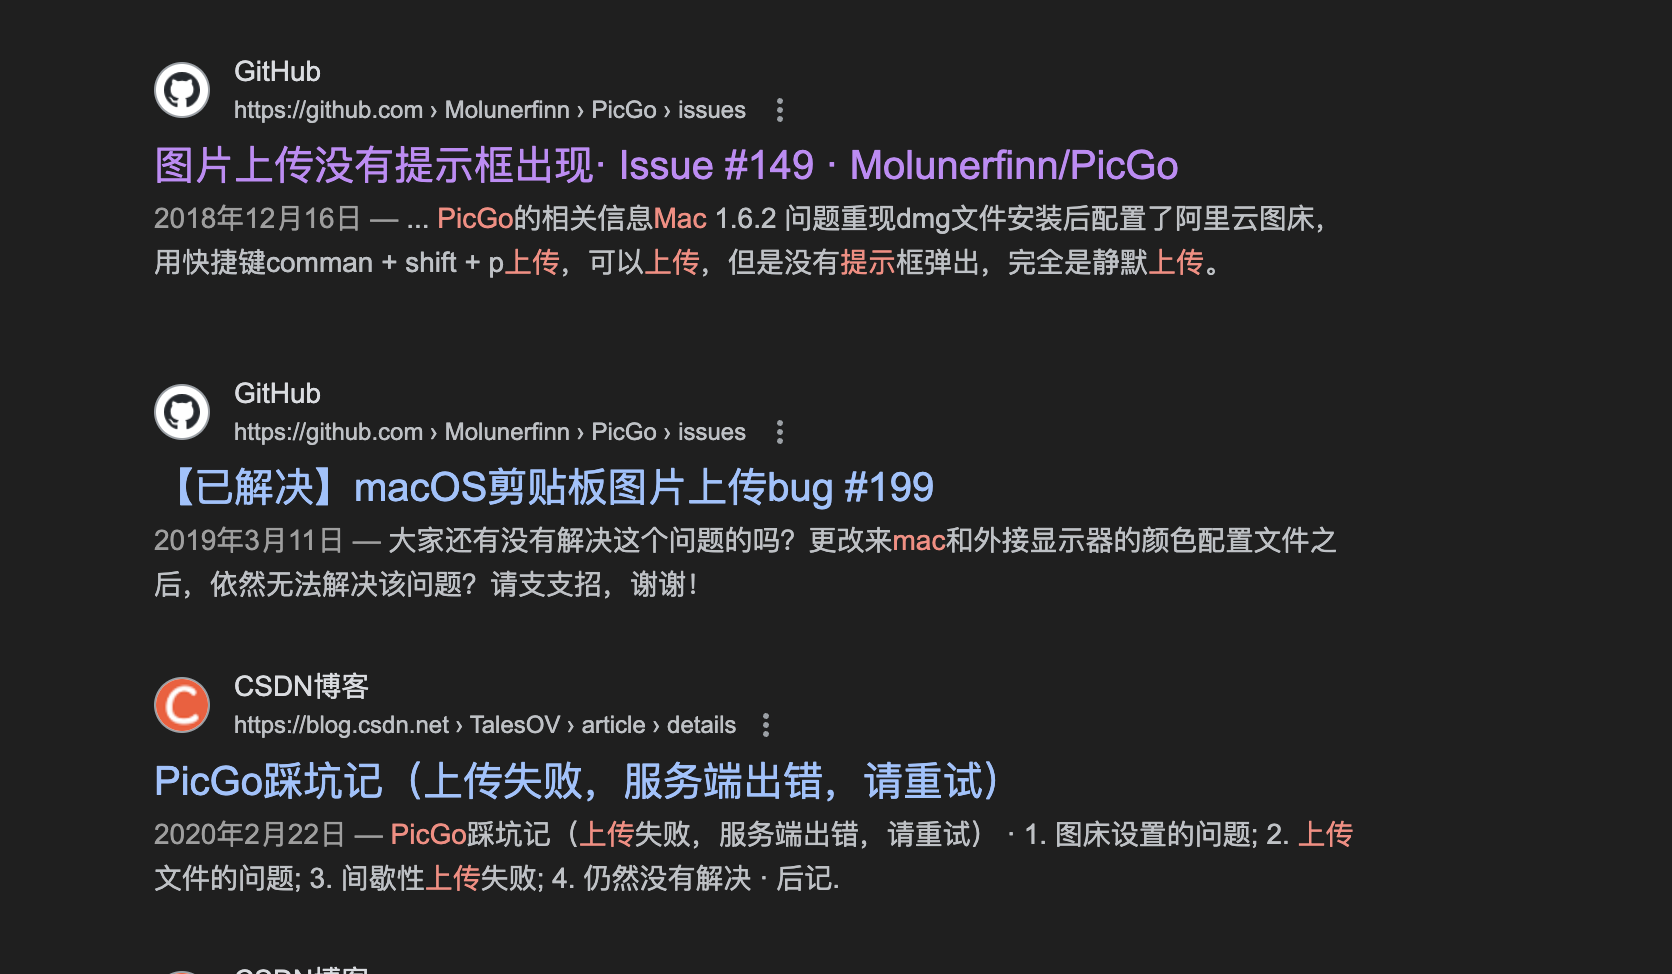 GitHub
https://github.com › Molunerfinn › PicGo › issues
图片上传没有提示框出现· Issue #149 · Molunerfinn/PicGo
2018年12月16日 — ... PicGo的相关信息Mac 1.6.2 问题重现dmg文件安装后配置了阿里云图床，
用快捷键comman + shift + p上传，可以上传，但是没有提示框弹出，完全是静默上传。
GitHub
https://github.com › Molunerfinn › PicGo › issues
【已解决】macOS剪贴板图片上传bug #199
2019年3月11日 — 大家还有没有解决这个问题的吗？更改来mac和外接显示器的颜色配置文件之
后，依然无法解决该问题？请支支招，谢谢！
CSDN博客
https://blog.csdn.net › TalesOV › article › details
PicGo踩坑记（上传失败，服务端出错，请重试）
2020年2月22日 — PicGo踩坑记（上传失败，服务端出错，请重试） · 1. 图床设置的问题; 2. 上传
文件的问题; 3. 间歇性上传失败; 4. 仍然没有解决 · 后记.
CSDN博客